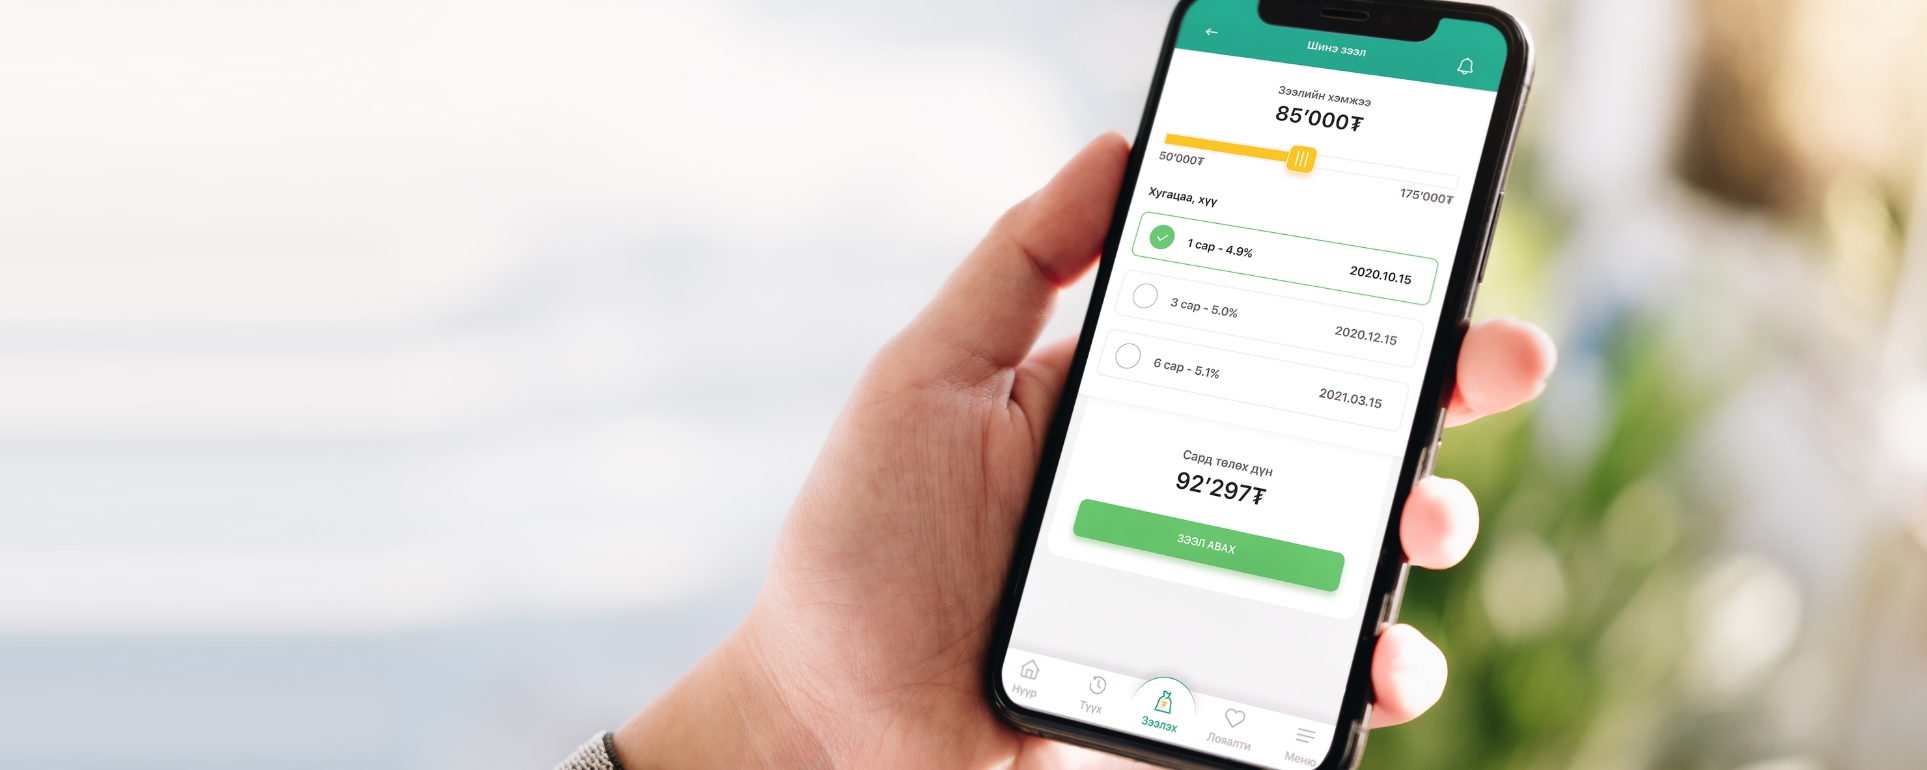 Шинэ зээл
Зээлийн хэмжээ
85’000₮
50’000₮
175’000₮
Хугацаа, хүү
1 сар - 4.9%
2020.10.15
3 сар - 5.0%
2020.12.15
6 сар - 5.1%
2021.03.15
Сард төлөх дүн
92’297₮
ЗЭЭЛ АВАХ
Нүүр
Түүх
Зээлэх
Лояалти
Меню